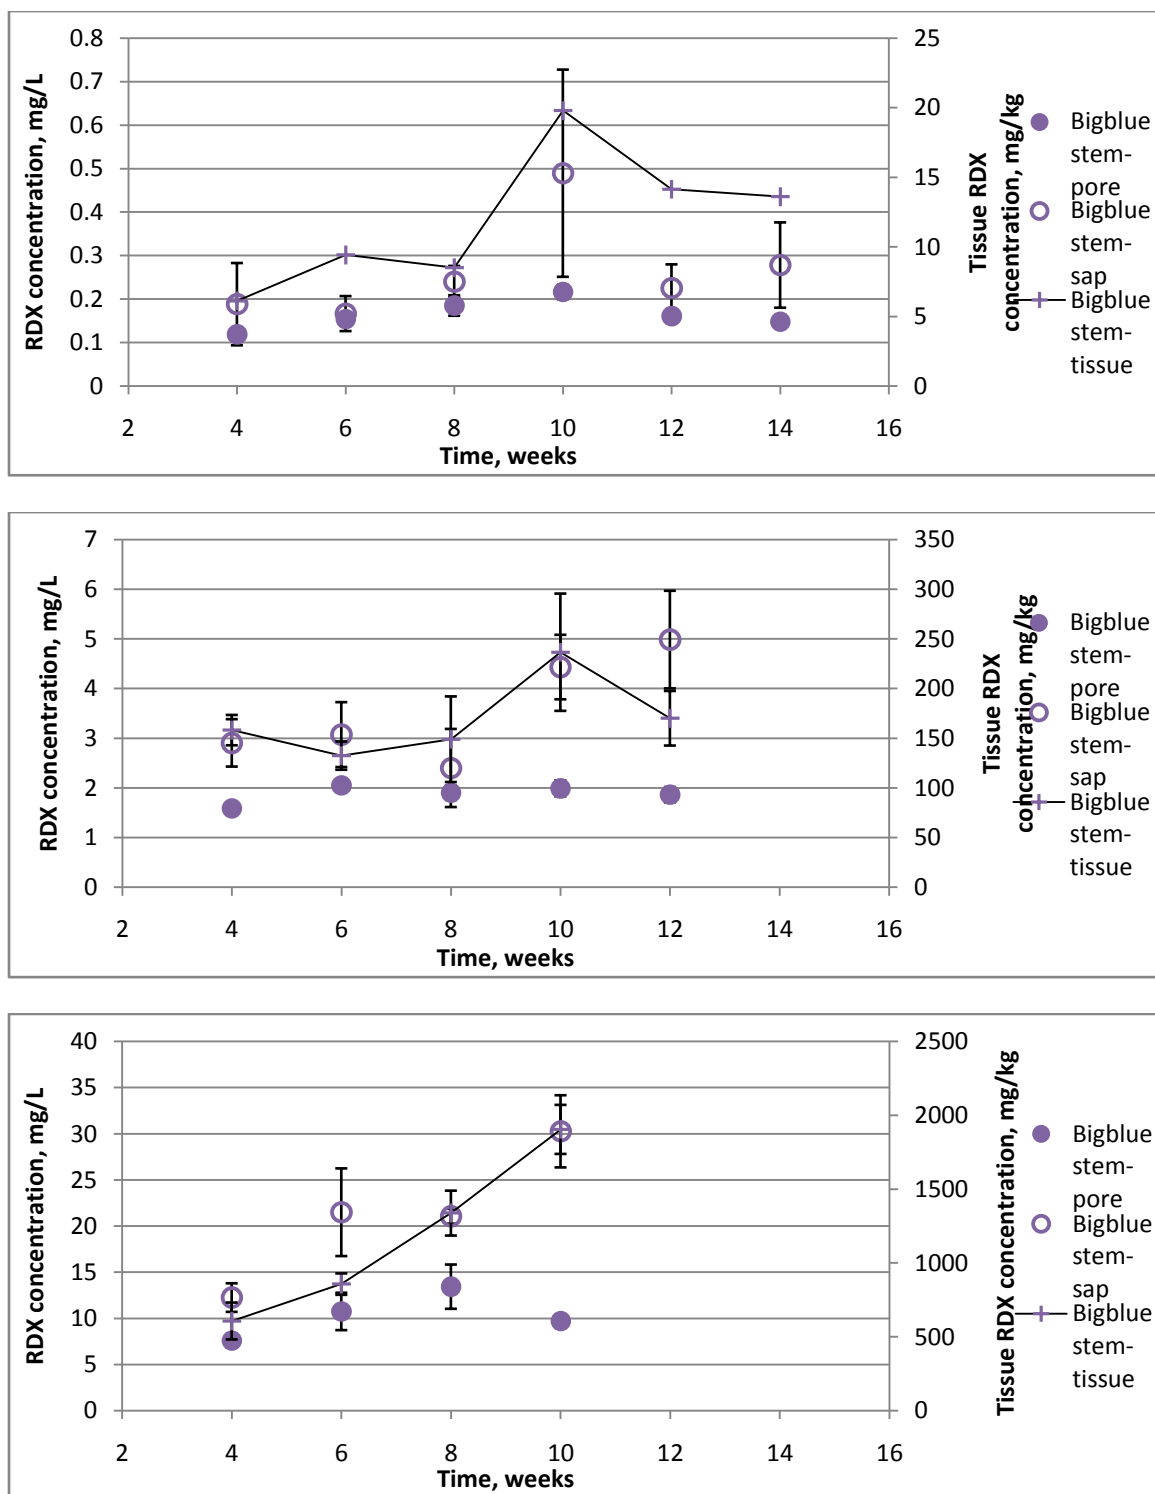 RDX concentration, mg/L
0.8
0.7
0.6
0.5
0.4
0.3
0.2
0.1
0
25
20
15
10
5
0
2 4 6 8 10 12 14 16
Time, weeks
Tissue RDX
concentration, mg/kg
Bigblue
stem-
pore
Bigblue
stem-
sap
Bigblue
stem-
tissue
RDX concentration, mg/L
7
6
5
4
3
2
1
0
350
300
250
200
150
100
50
0
2 4 6 8 10 12 14 16
Time, weeks
Tissue RDX
concentration, mg/kg
Bigblue
stem-
pore
Bigblue
stem-
sap
Bigblue
stem-
tissue
RDX concentration, mg/L
40
35
30
25
20
15
10
5
0
2500
2000
1500
1000
500
0
2 4 6 8 10 12 14 16
Time, weeks
Tissue RDX concentration, mg/kg
Bigblue
stem-
pore
Bigblue
stem-
sap
Bigblue
stem-
tissue